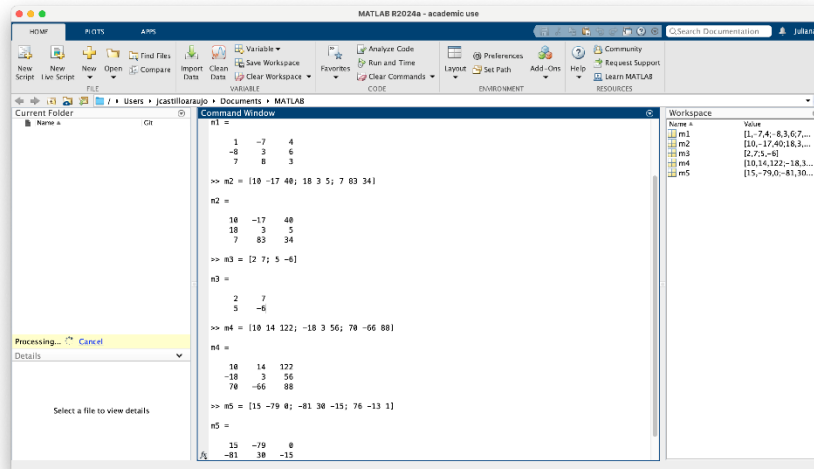 MATLAB R2024a - academic use
HOME PLOTS APPS
Search Documentation Juliana
New Script
New Live Script
New
Open
Find Files
Compare
Import Data
Clean Data
Variable
Save Workspace
Clear Workspace
Favorites
Analyze Code
Run and Time
Clear Commands
Layout
Preferences
Set Path
Add-Ons
Help
Community
Request Support
Learn MATLAB
FILE VARIABLE CODE ENVIRONMENT RESOURCES
/ Users jcastilloaraujo Documents MATLAB
Current Folder
Name Git
Processing... Cancel
Details
Select a file to view details
Command Window
m1 =
1 -7 4
-8 3 6
7 8 3
>> m2 = [10 -17 40; 18 3 5; 7 83 34]
m2 =
10 -17 40
18 3 5
7 83 34
>> m3 = [2 7; 5 -6]
m3 =
2 7
5 -6
>> m4 = [10 14 122; -18 3 56; 70 -66 88]
m4 =
10 14 122
-18 3 56
70 -66 88
>> m5 = [15 -79 0; -81 30 -15; 76 -13 1]
m5 =
15 -79 0
-81 30 -15
fx
Workspace
Name Value
m1 [1,-7,4;-8,3,6;7,...
m2 [10,-17,40;18,3,...
m3 [2,7;5,-6]
m4 [10,14,122;-18,3...
m5 [15,-79,0;-81,30...